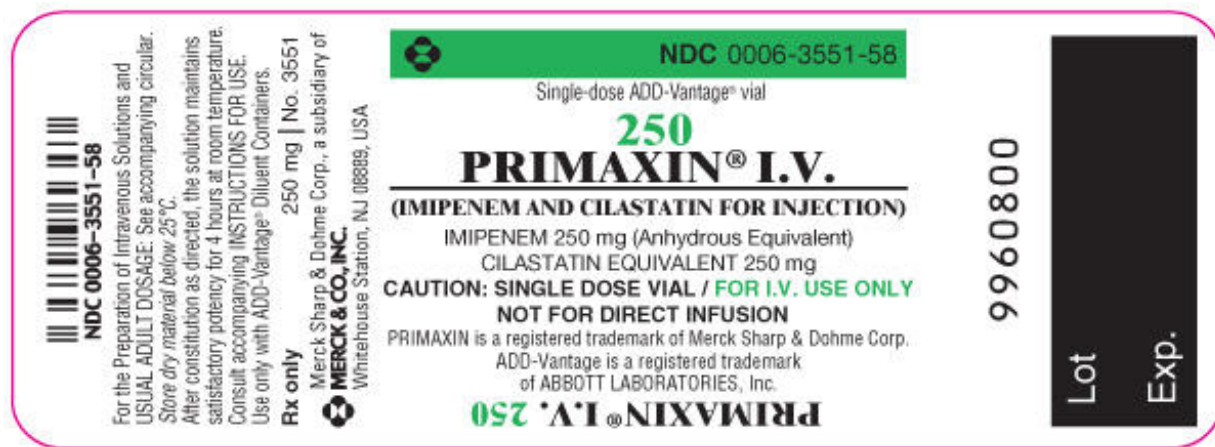 NDC 0006-3551-58
For the Preparation of Intravenous Solutions and
USUAL ADULT DOSAGE: See accompanying circular.
Store dry material below 25°C.
After constitution as directed, the solution maintains
satisfactory potency for 4 hours at room temperature.
Consult accompanying INSTRUCTIONS FOR USE.
Use only with ADD-Vantage® Diluent Containers.
Rx only 250 mg | No. 3551
Merck Sharp & Dohme Corp., a subsidiary of
MERCK & CO., INC.
Whitehouse Station, NJ 08889, USA
NDC 0006-3551-58
Single-dose ADD-Vantage® vial
250
PRIMAXIN® I.V.
(IMIPENEM AND CILASTATIN FOR INJECTION)
IMIPENEM 250 mg (Anhydrous Equivalent)
CILASTATIN EQUIVALENT 250 mg
CAUTION: SINGLE DOSE VIAL / FOR I.V. USE ONLY
NOT FOR DIRECT INFUSION
PRIMAXIN is a registered trademark of Merck Sharp & Dohme Corp.
ADD-Vantage is a registered trademark
of ABBOTT LABORATORIES, Inc.
PRIMAXIN® I.V. 250
9960800
Lot
Exp.